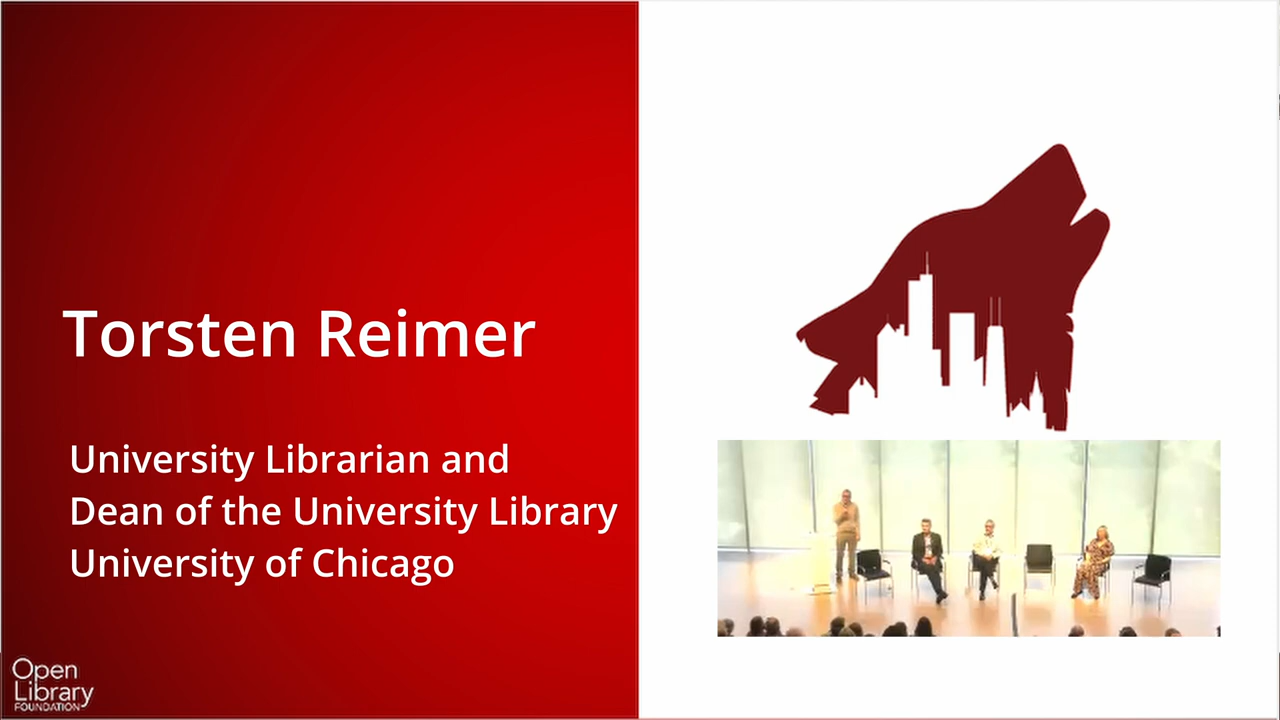 Torsten Reimer
University Librarian and
Dean of the University Library
University of Chicago
Open
Library
FOUNDATION